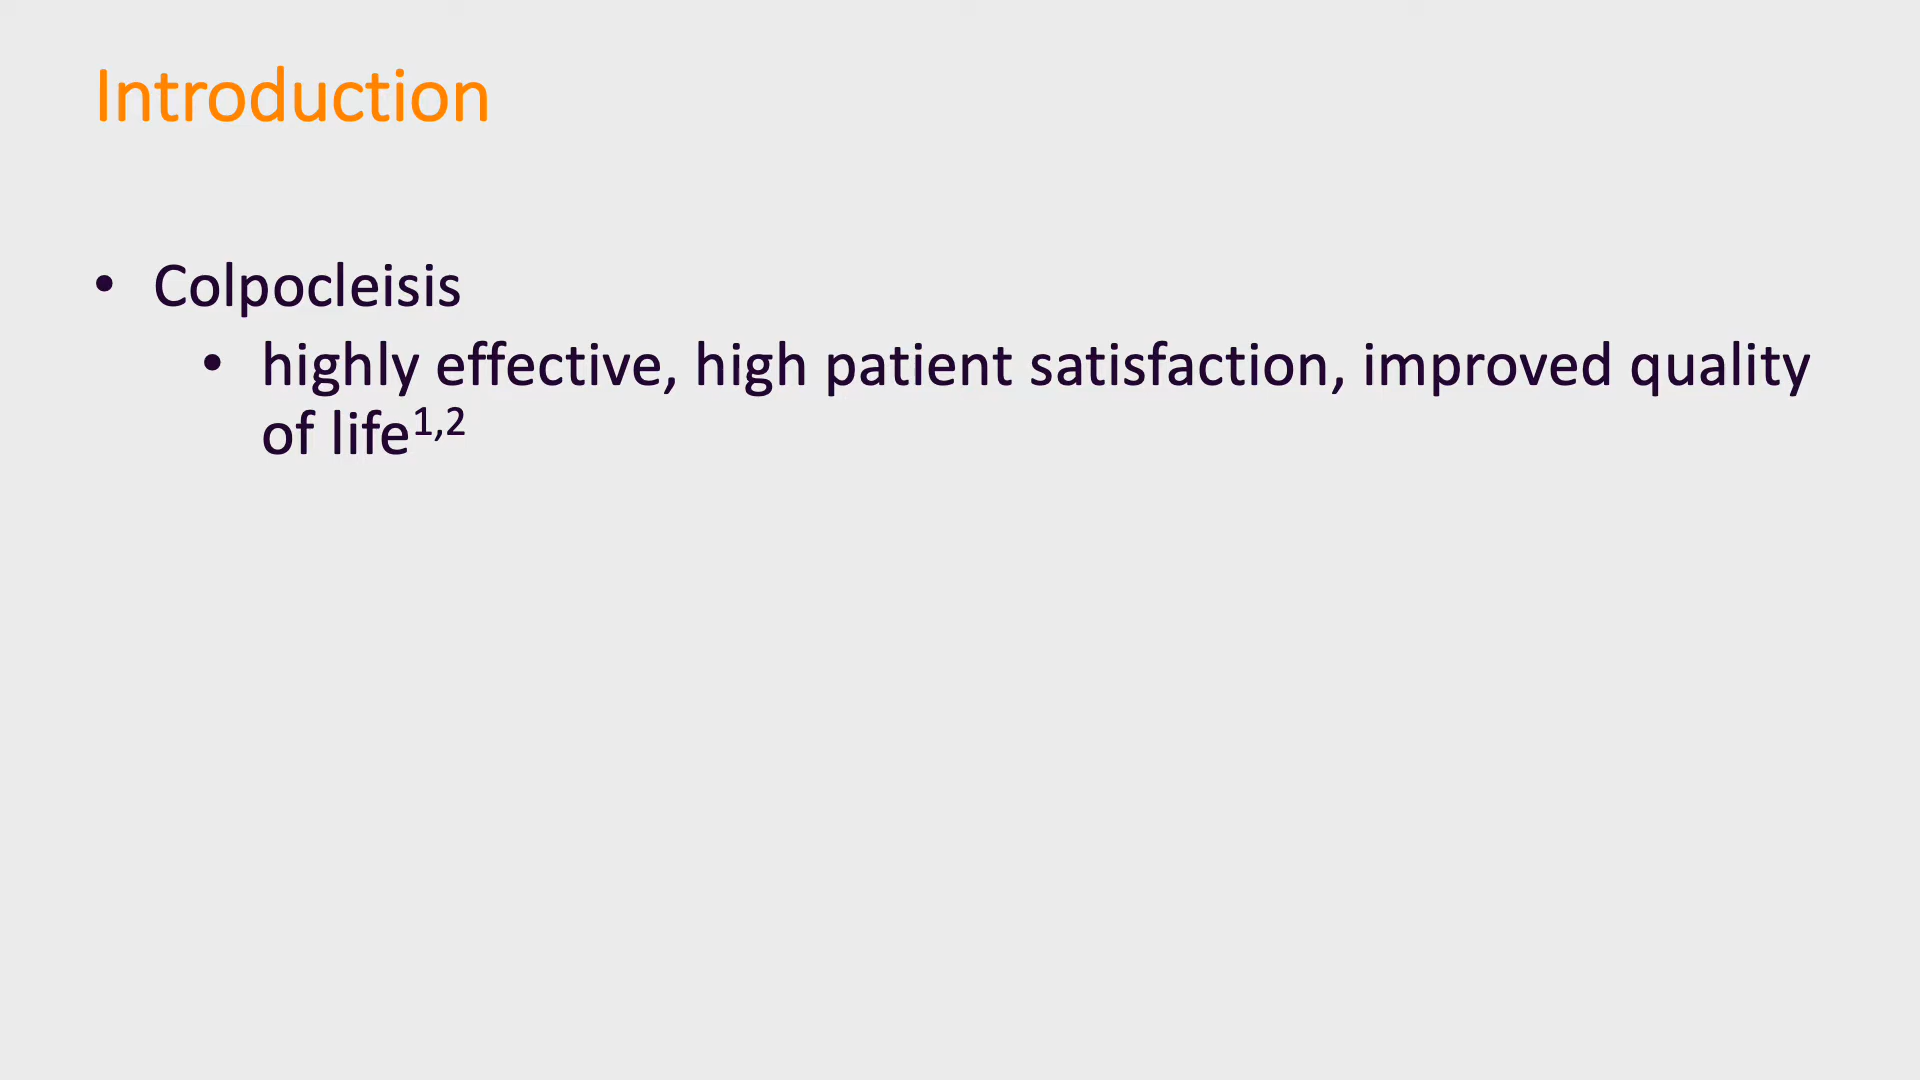 Introduction
• Colpocleisis
• highly effective, high patient satisfaction, improved quality
of life1,2